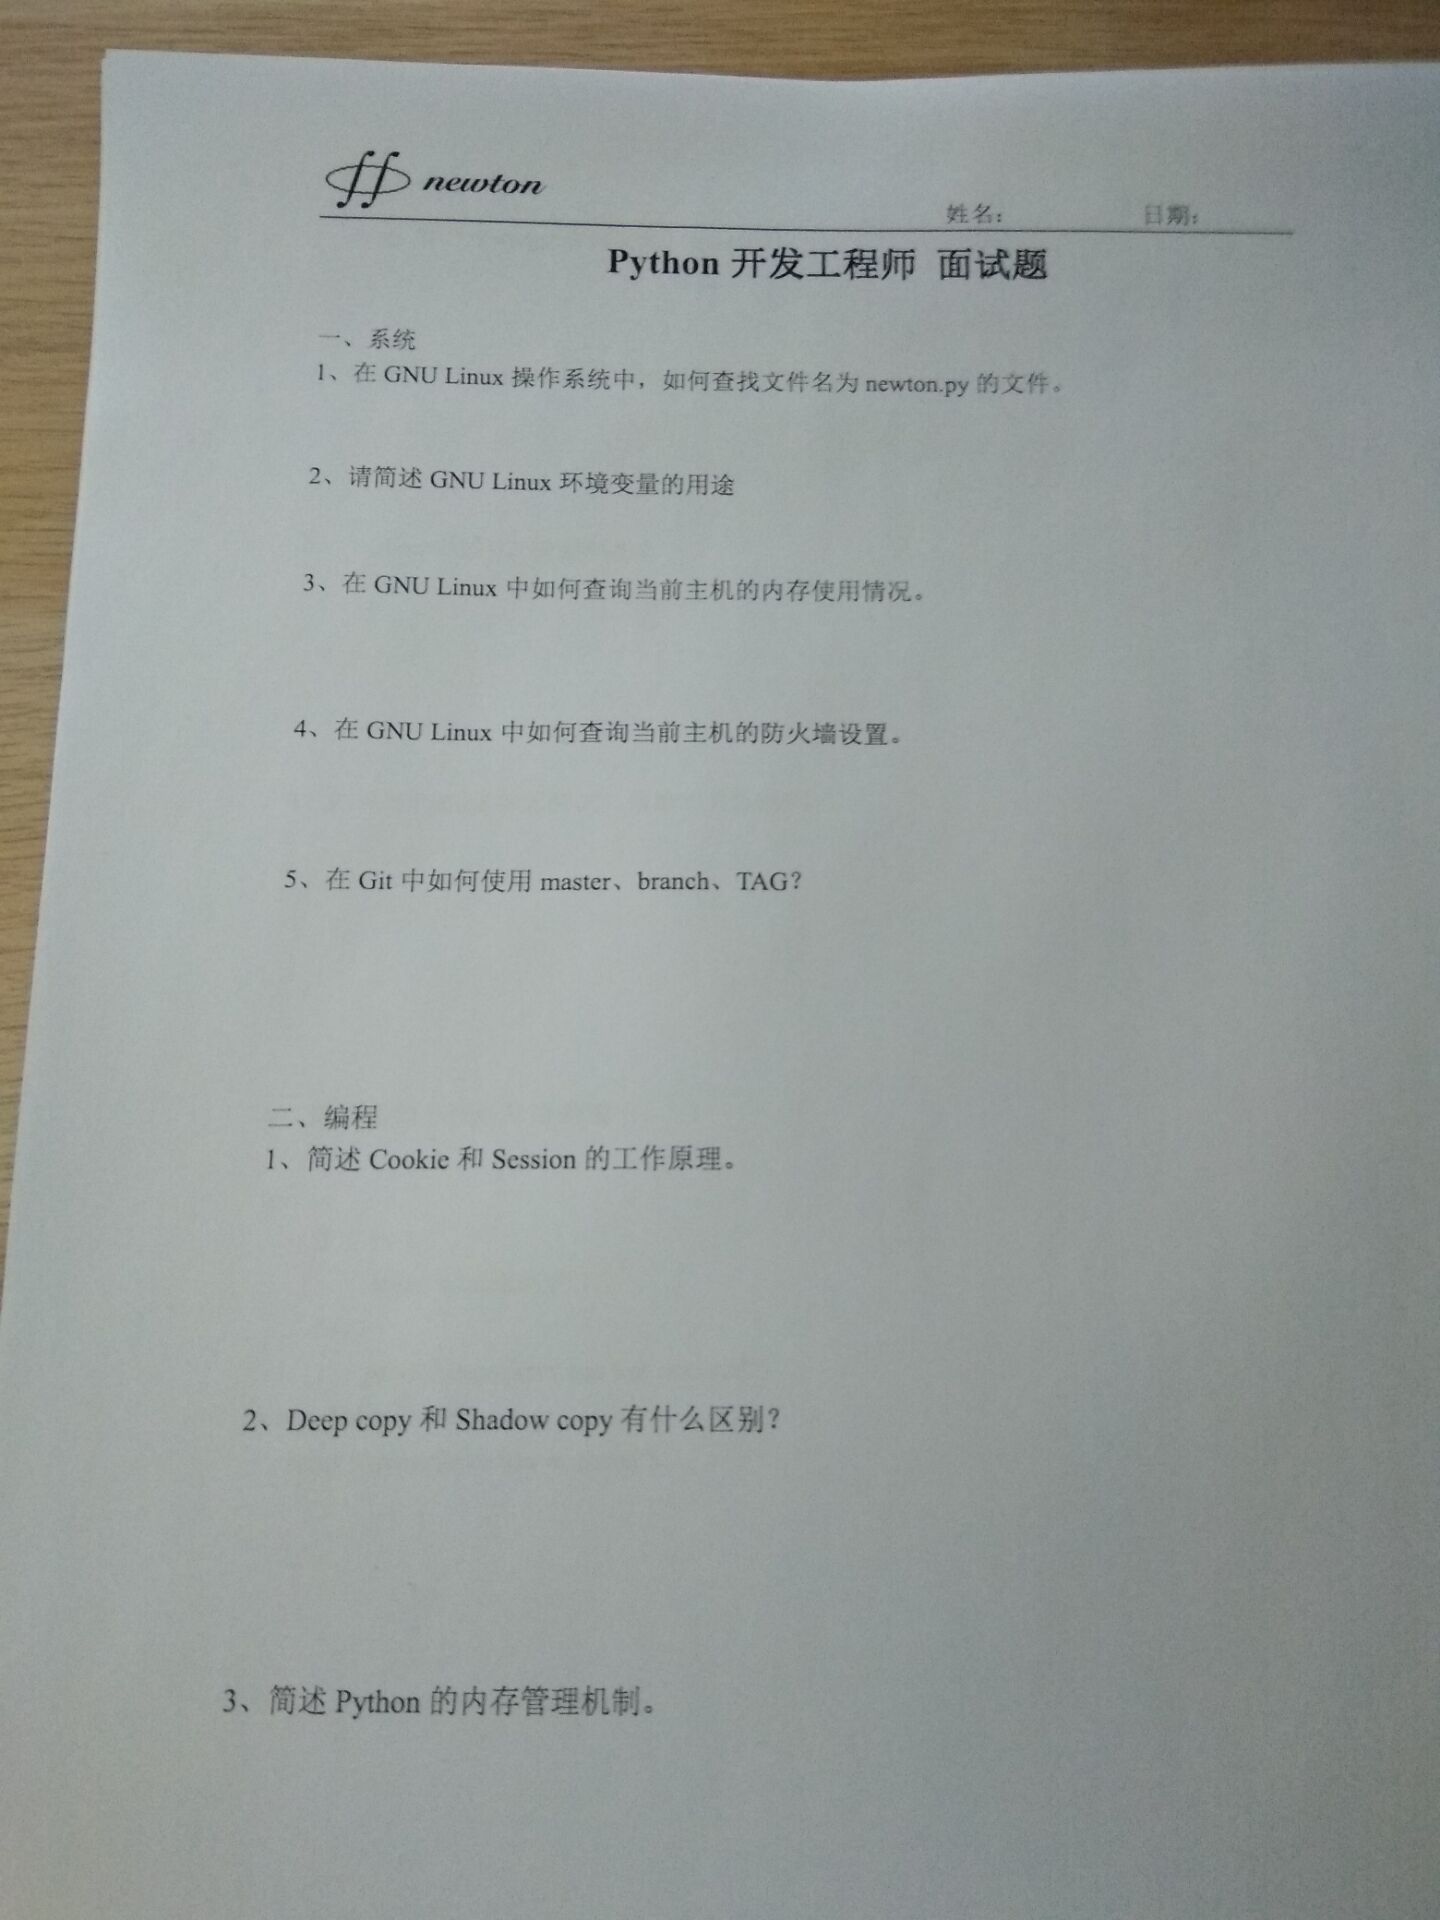 newton
姓名： 日期：
Python 开发工程师 面试题
一、系统
1、在 GNU Linux 操作系统中，如何查找文件名为 newton.py 的文件。
2、请简述 GNU Linux 环境变量的用途
3、在 GNU Linux 中如何查询当前主机的内存使用情况。
4、在 GNU Linux 中如何查询当前主机的防火墙设置。
5、在 Git 中如何使用 master、branch、TAG？
二、编程
1、简述 Cookie 和 Session 的工作原理。
2、Deep copy 和 Shadow copy 有什么区别？
3、简述 Python 的内存管理机制。